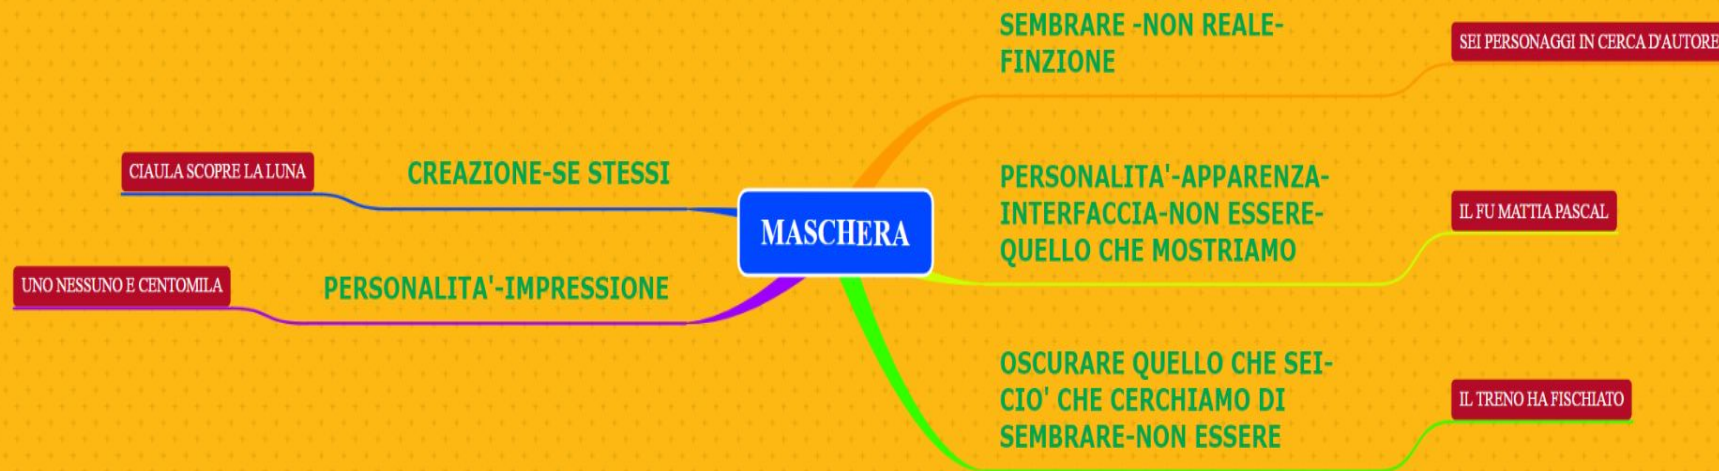 MASCHERA
SEMBRARE -NON REALE-
FINZIONE
SEI PERSONAGGI IN CERCA D'AUTORE
PERSONALITA'-APPARENZA-
INTERFACCIA-NON ESSERE-
QUELLO CHE MOSTRIAMO
IL FU MATTIA PASCAL
OSCURARE QUELLO CHE SEI-
CIO' CHE CERCHIAMO DI
SEMBRARE-NON ESSERE
IL TRENO HA FISCHIATO
CREAZIONE-SE STESSI
CIAULA SCOPRE LA LUNA
PERSONALITA'-IMPRESSIONE
UNO NESSUNO E CENTOMILA